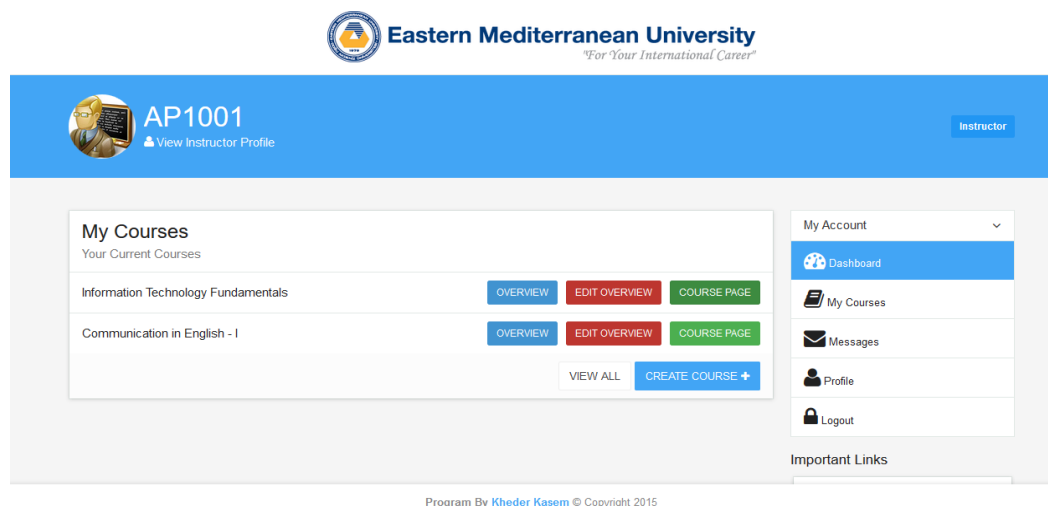 Eastern Mediterranean University
"For Your International Career"
AP1001
View Instructor Profile
Instructor
My Courses
Your Current Courses
Information Technology Fundamentals
OVERVIEW
EDIT OVERVIEW
COURSE PAGE
Communication in English - I
OVERVIEW
EDIT OVERVIEW
COURSE PAGE
VIEW ALL
CREATE COURSE +
My Account
Dashboard
My Courses
Messages
Profile
Logout
Important Links
Program By Kheder Kasem © Copyright 2015